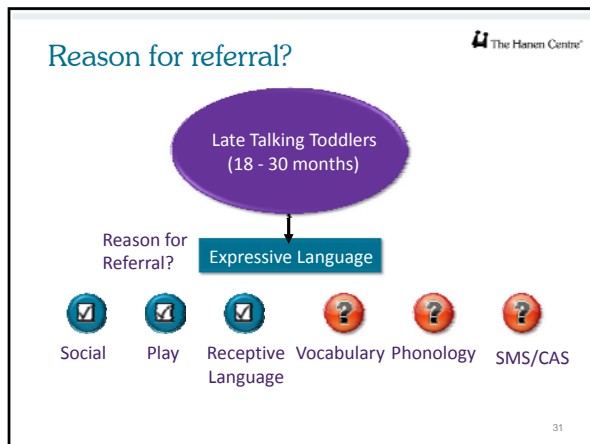 Reason for referral?
The Hanen Centre™
Late Talking Toddlers
(18 - 30 months)
Reason for
Referral?
Expressive Language
? ? ?
Social Play Receptive Vocabulary Phonology SMS/CAS
Language
31